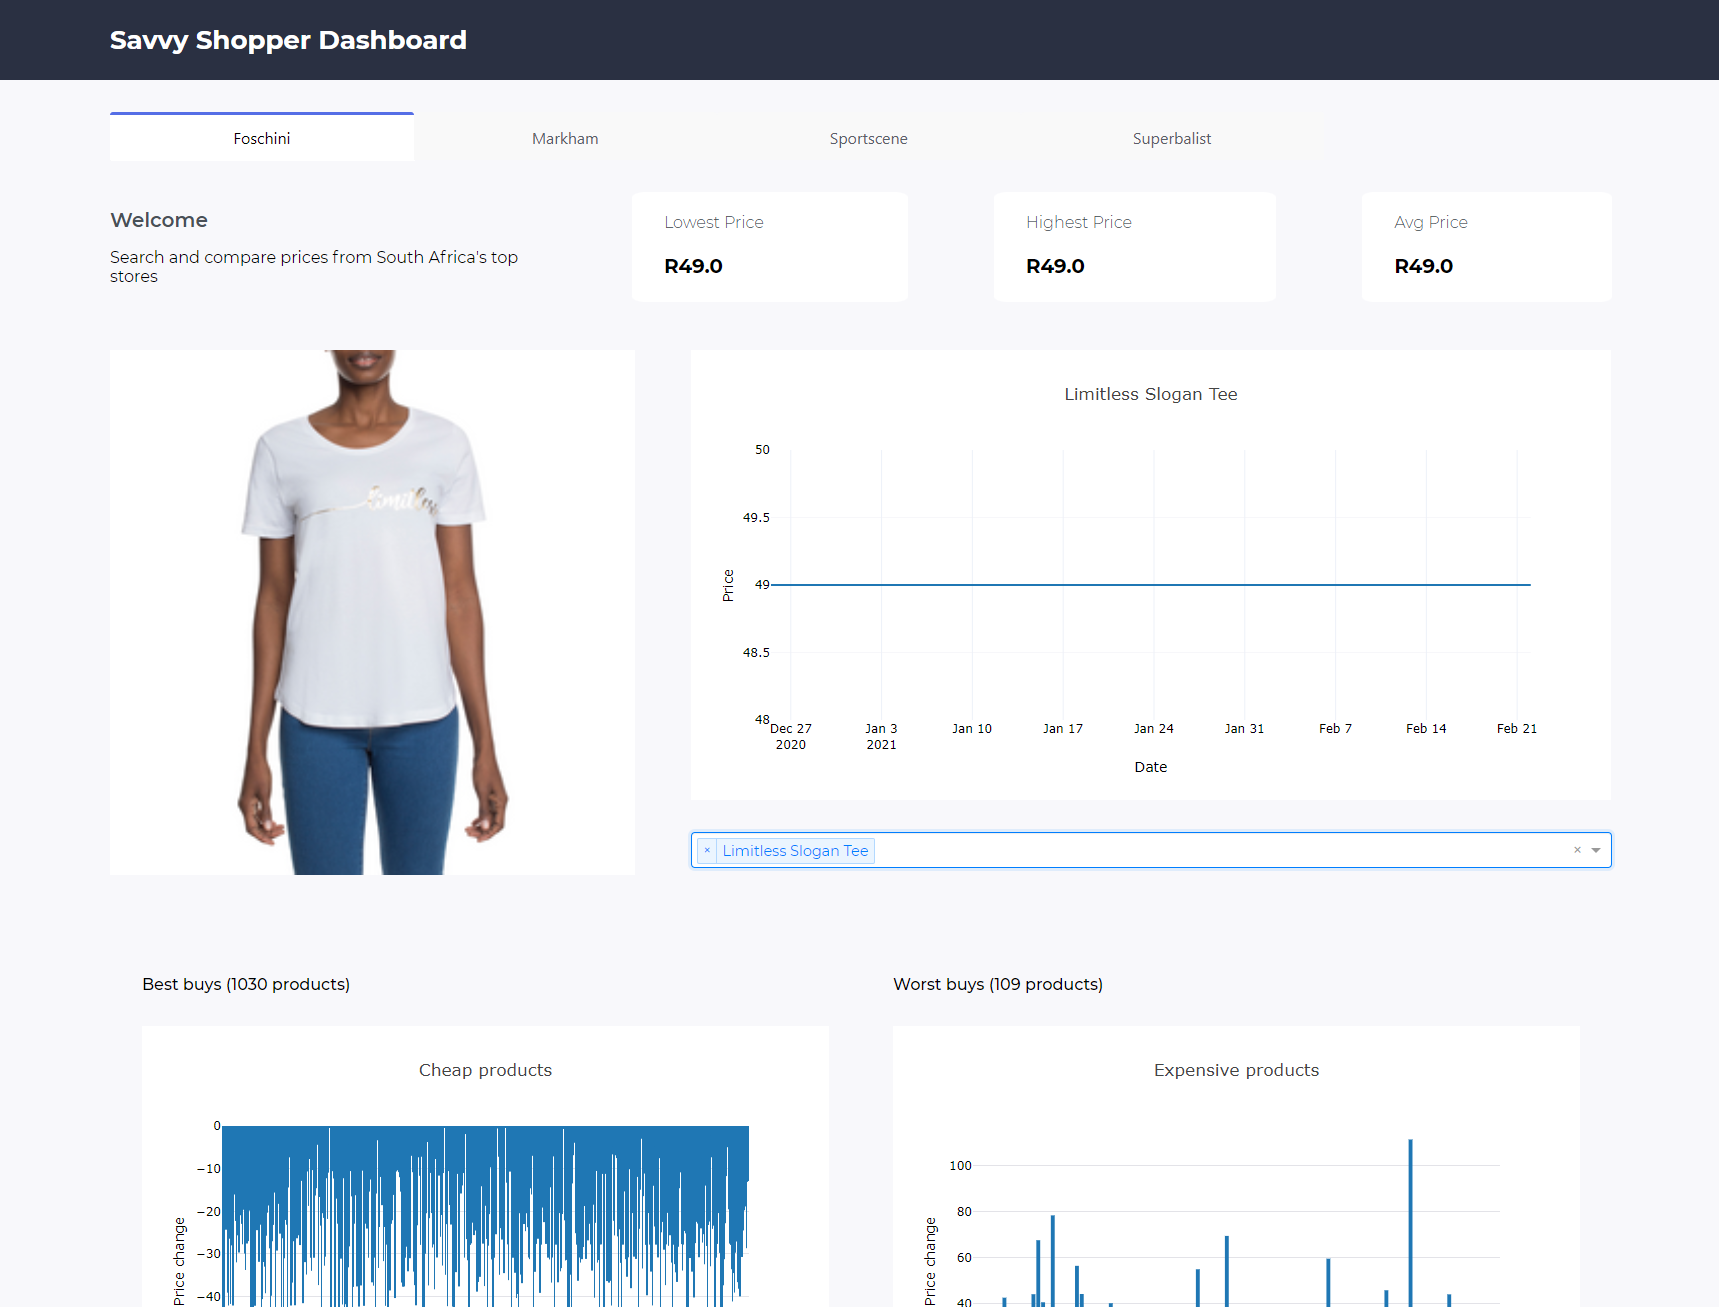 Savvy Shopper Dashboard
Foschini
Markham
Sportscene
Superbalist
Welcome
Search and compare prices from South Africa's top
stores
Lowest Price
R49.0
Highest Price
R49.0
Avg Price
R49.0
limitless
Limitless Slogan Tee
50
49.5
49
48.5
48
Price
Dec 27
2020
Jan 3
2021
Jan 10
Jan 17
Jan 24
Jan 31
Feb 7
Feb 14
Feb 21
Date
× Limitless Slogan Tee ×
Best buys (1030 products)
Worst buys (109 products)
Cheap products
0
−10
−20
−30
−40
Price change
Expensive products
100
80
60
40
Price change